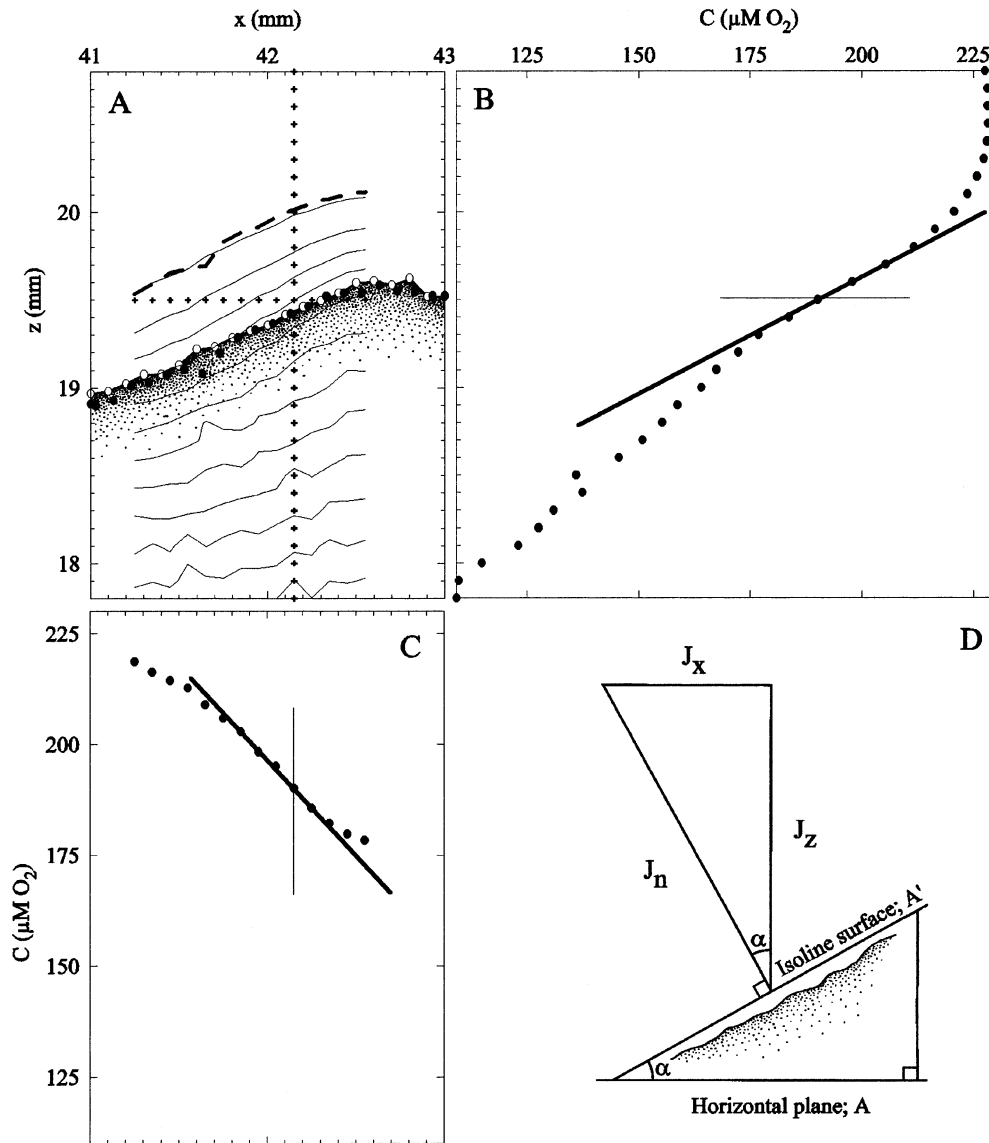 x (mm)
C (μM O₂)
41 42 43
125 150 175 200 225
A
B
20
19
18
z (mm)
C
D
225
200
175
150
125
C (μM O₂)
Jx
Jz
Jn
α
Isoline surface; A'
α
Horizontal plane; A